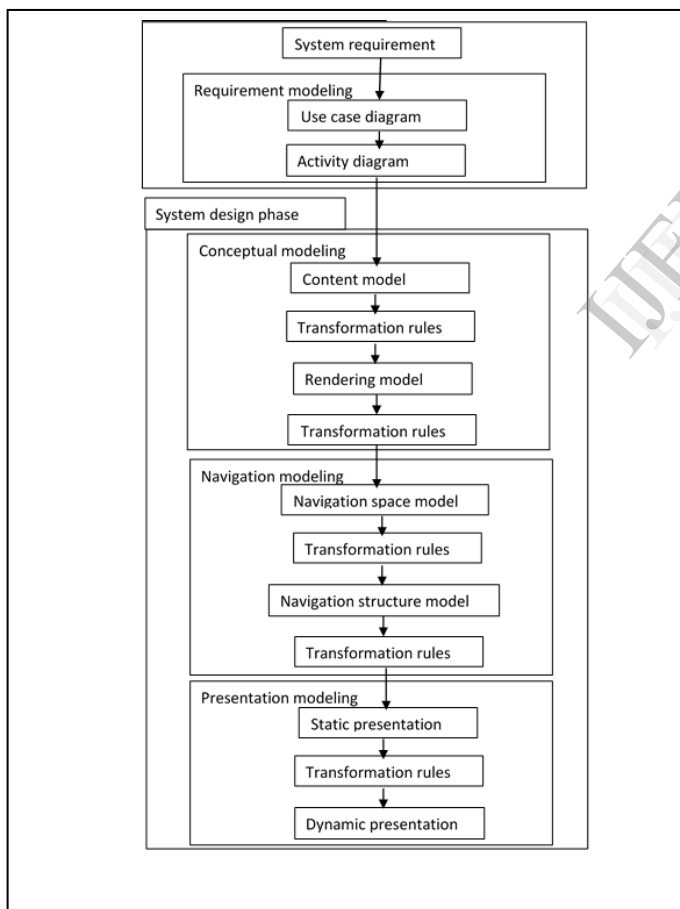 System requirement
Requirement modeling
Use case diagram
Activity diagram
System design phase
Conceptual modeling
Content model
Transformation rules
Rendering model
Transformation rules
Navigation modeling
Navigation space model
Transformation rules
Navigation structure model
Transformation rules
Presentation modeling
Static presentation
Transformation rules
Dynamic presentation